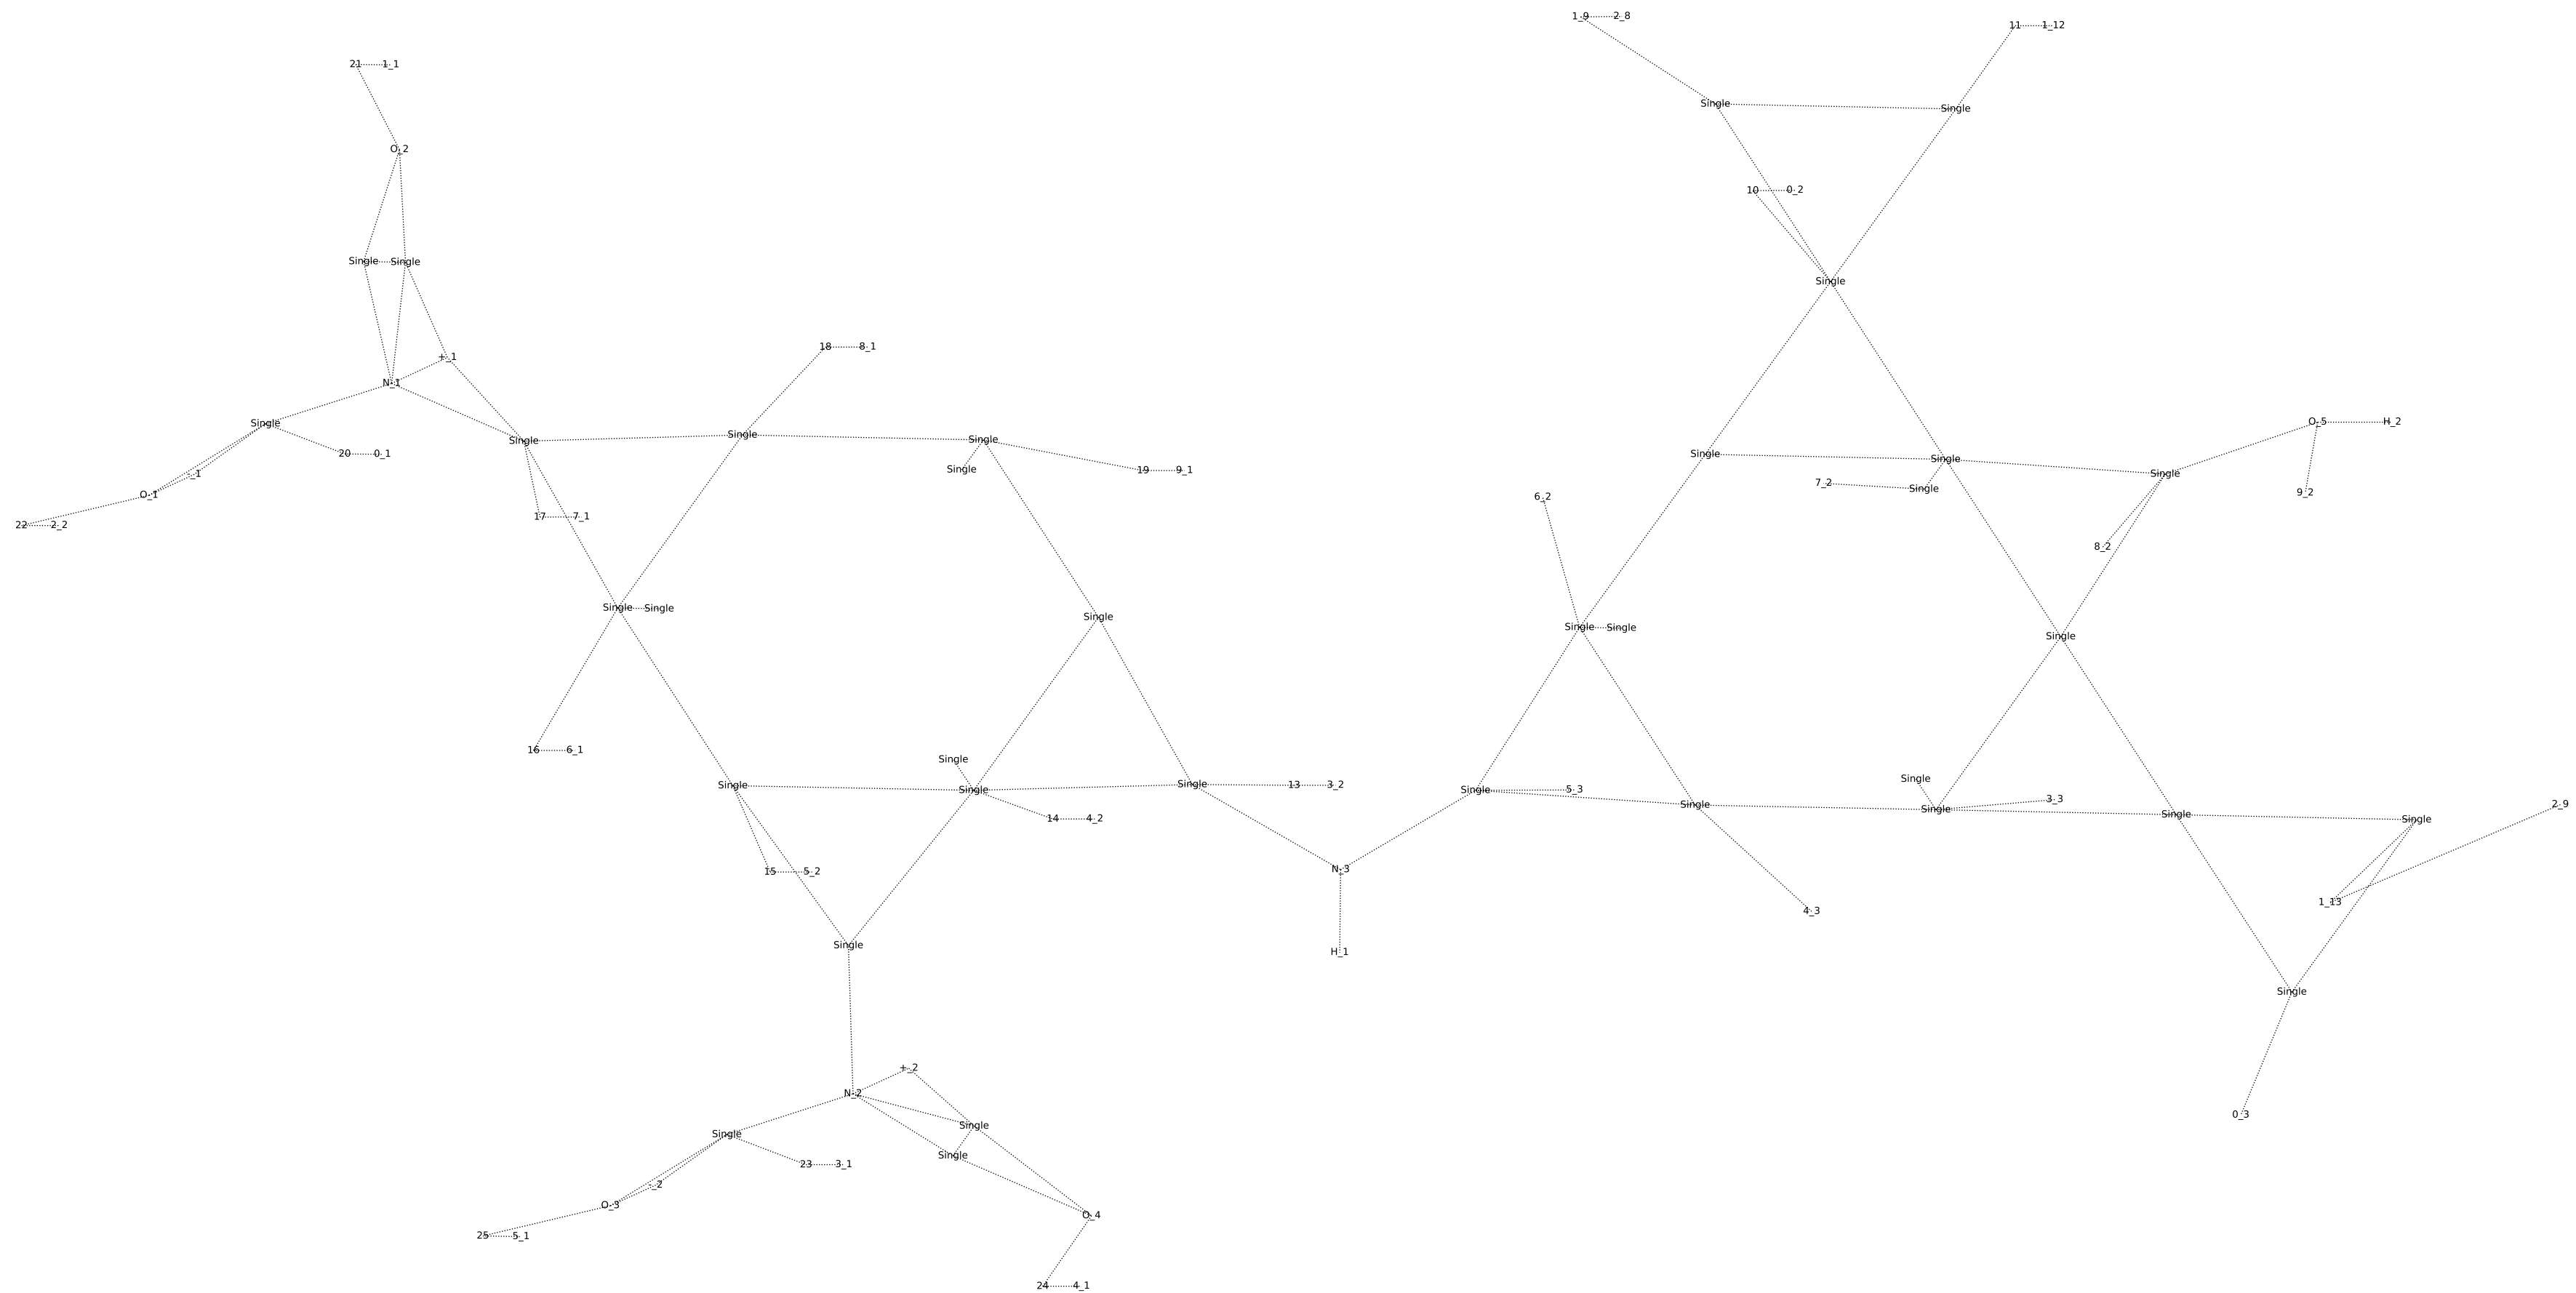 1_9 2_8
11 1_12
21 1_1
Single Single
O_2
10 0_2
Single Single
Single
18 8_1
+_1
N_1
Single O_5 H_2
Single Single Single
20 0_1 Single Single
Single 19 9_1 Single
-_1 7_2 Single
O_1 6_2 9_2
22 2_2 17 7_1
8_2
Single Single
Single
Single Single
Single
16 6_1
Single
Single
Single Single 13 3_2
Single Single 5_3 3_3
Single Single Single 2_9
14 4_2 Single
15 5_2 N_3
1_13
4_3
Single H_1
Single
+_2
N_2
0_3
Single Single
Single
23 3_1
-_2
O_3
O_4
25 5_1
24 4_1